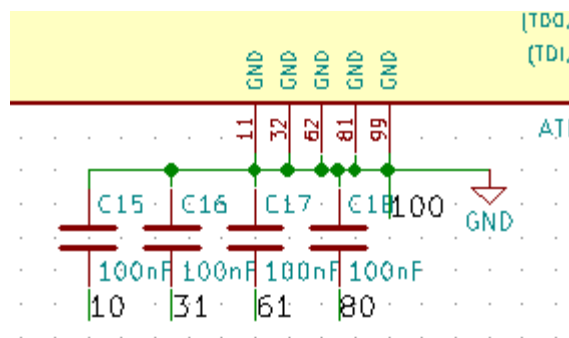 (TDO,
(TDI,
GND GND GND GND GND
11 32 62 81 99
ATI
C15 C16 C17 C18 100
GND
100nF 100nF 100nF 100nF
10 31 61 80